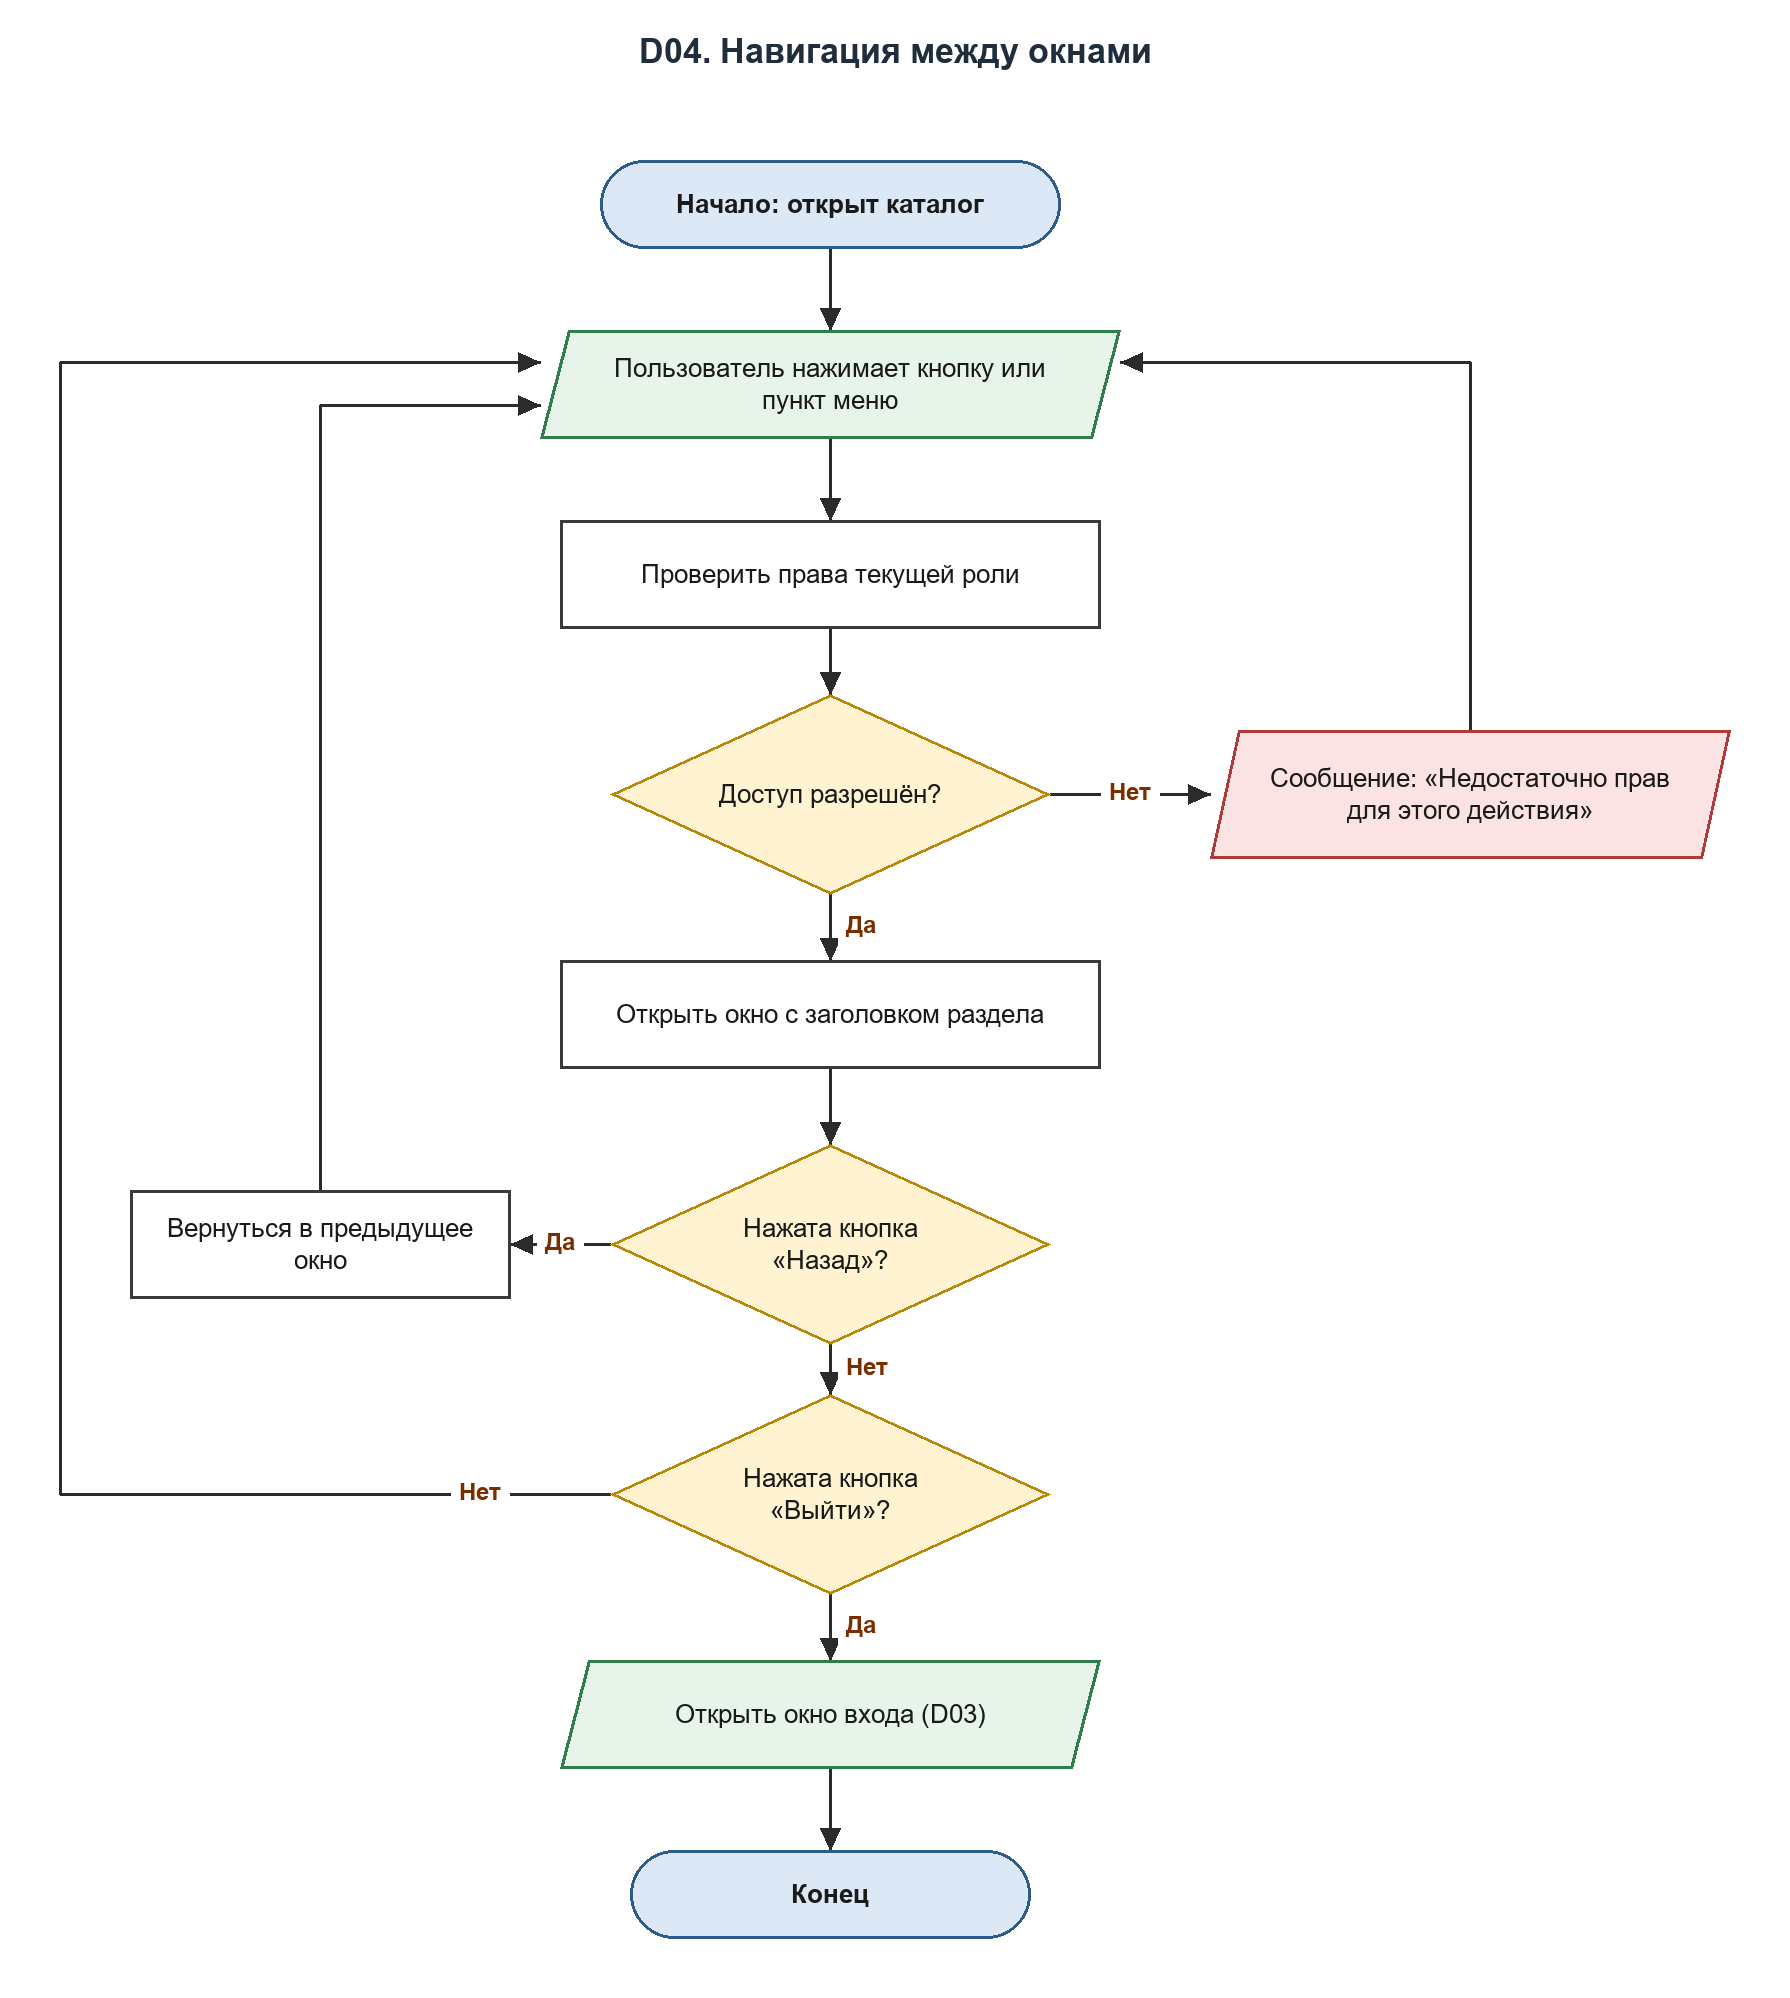 D04. Навигация между окнами
Начало: открыт каталог
Пользователь нажимает кнопку или
пункт меню
Проверить права текущей роли
Доступ разрешён?
Нет
Сообщение: «Недостаточно прав
для этого действия»
Да
Открыть окно с заголовком раздела
Нажата кнопка
«Назад»?
Да
Вернуться в предыдущее
окно
Нет
Нажата кнопка
«Выйти»?
Нет
Да
Открыть окно входа (D03)
Конец